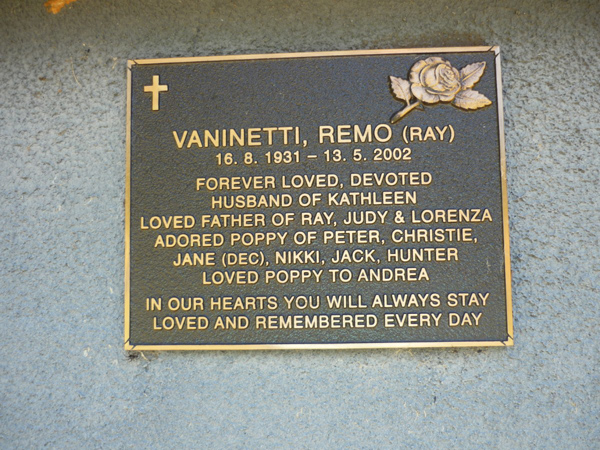 VANINETTI, REMO (RAY)
16. 8. 1931 – 13. 5. 2002
FOREVER LOVED, DEVOTED
HUSBAND OF KATHLEEN
LOVED FATHER OF RAY, JUDY & LORENZA
ADORED POPPY OF PETER, CHRISTIE,
JANE (DEC), NIKKI, JACK, HUNTER
LOVED POPPY TO ANDREA
IN OUR HEARTS YOU WILL ALWAYS STAY
LOVED AND REMEMBERED EVERY DAY